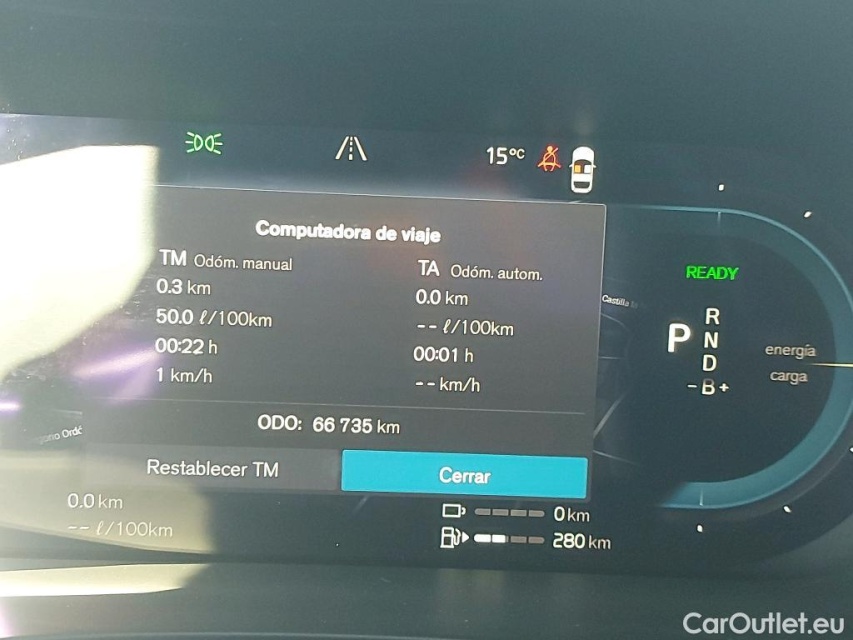 15°C
Computadora de viaje
TM Odóm. manual
0.3 km
50.0 ℓ/100km
00:22 h
1 km/h
TA Odóm. autom.
0.0 km
-- ℓ/100km
00:01 h
-- km/h
ODO: 66 735 km
Restablecer TM
Cerrar
Castilla
READY
P
R
N
D
-B+
energía
carga
0.0 km
-- ℓ/100km
0 km
280 km
CarOutlet.eu